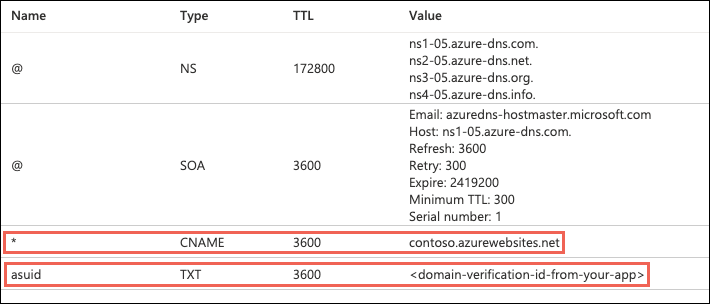 Name Type TTL Value
@ NS 172800 ns1-05.azure-dns.com.
ns2-05.azure-dns.net.
ns3-05.azure-dns.org.
ns4-05.azure-dns.info.
@ SOA 3600 Email: azuredns-hostmaster.microsoft.com
Host: ns1-05.azure-dns.com.
Refresh: 3600
Retry: 300
Expire: 2419200
Minimum TTL: 300
Serial number: 1
* CNAME 3600 contoso.azurewebsites.net
asuid TXT 3600 <domain-verification-id-from-your-app>